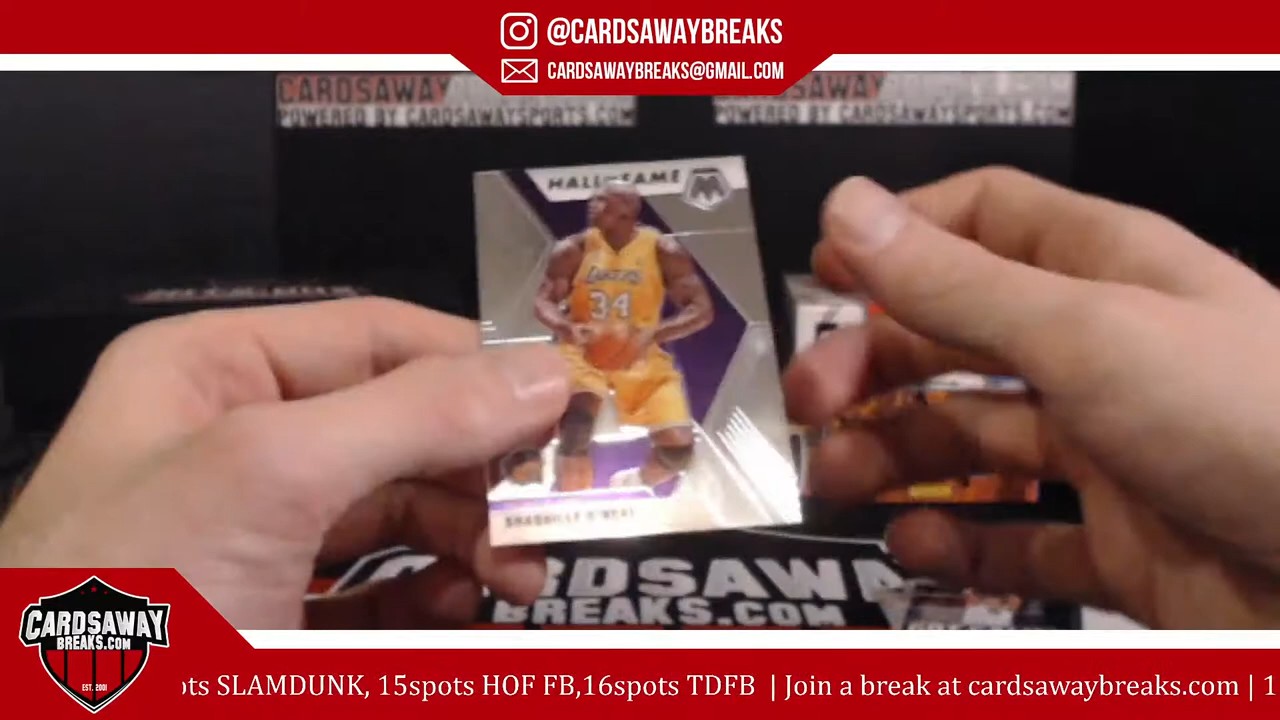 @CARDSAWAYBREAKS
CARDSAWAYBREAKS@GMAIL.COM
CARDSAWAY
POWERED BY CARDSAWAYSPORTS.COM
CARDSAWAY
POWERED BY CARDSAWAYSPORTS.COM
HALL OF FAME
Lakers
34
SHAQUILLE O'NEAL
CARDSAWA
BREAKS.COM
CARDSAWAY
BREAKS.COM
EST. 2001
ots SLAMDUNK, 15spots HOF FB,16spots TDFB | Join a break at cardsawaybreaks.com | 1